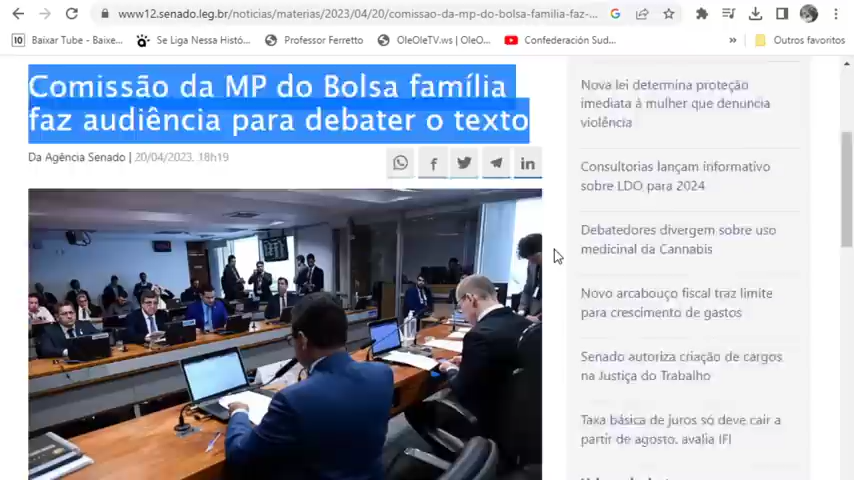 www12.senado.leg.br/noticias/materias/2023/04/20/comissao-da-mp-do-bolsa-familia-faz-...
Baixar Tube - Baixe...
Se Liga Nessa Histó...
Professor Ferretto
OleOleTV.ws | OleO...
Confederación Sud...
»
Outros favoritos
Comissão da MP do Bolsa família
faz audiência para debater o texto
Da Agência Senado | 20/04/2023, 18h19
Nova lei determina proteção
imediata à mulher que denuncia
violência
Consultorias lançam informativo
sobre LDO para 2024
Debatedores divergem sobre uso
medicinal da Cannabis
Novo arcabouço fiscal traz limite
para crescimento de gastos
Senado autoriza criação de cargos
na Justiça do Trabalho
Taxa básica de juros só deve cair a
partir de agosto, avalia IFI